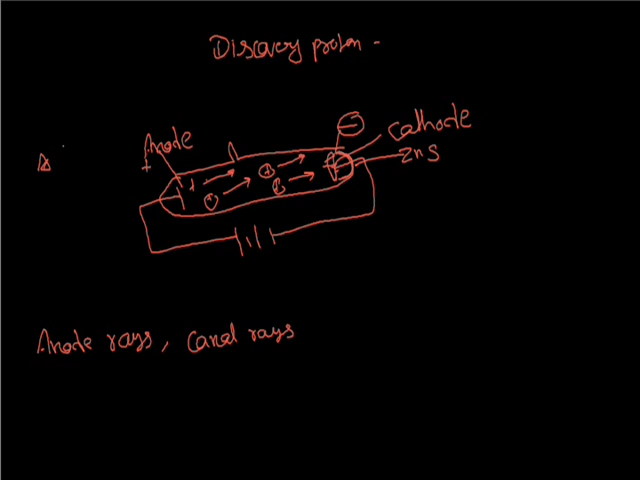 Discovery proton -
Anode
+
cathode
ZnS
Anode rays, Canal rays